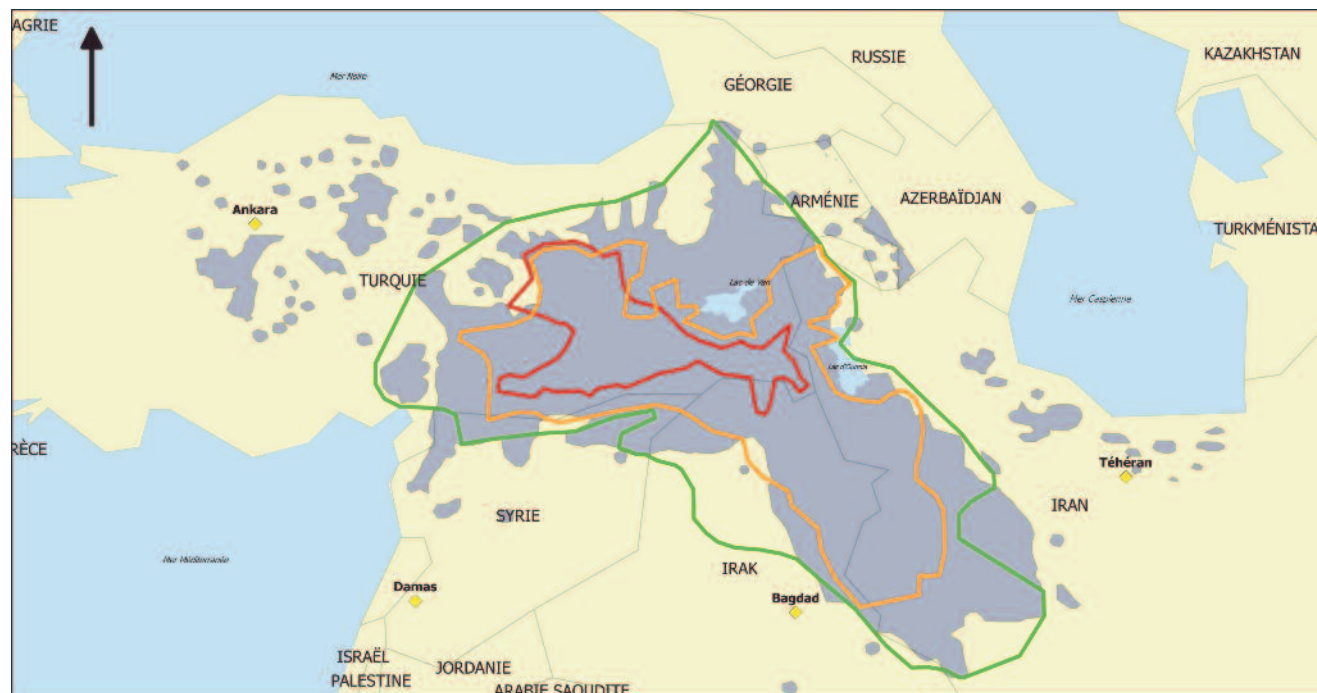 AGRIE
RUSSIE
KAZAKHSTAN
Mer Noire
GÉORGIE
ARMÉNIE
AZERBAÏDJAN
Ankara
TURKMÉNISTA
TURQUIE
Lac de Van
Mer Caspienne
Lac d'Ourmia
RÈCE
Téhéran
IRAN
SYRIE
Mer Méditerranée
IRAK
Damas
Bagdad
ISRAËL
PALESTINE
JORDANIE
ARABIE SAOUDITE